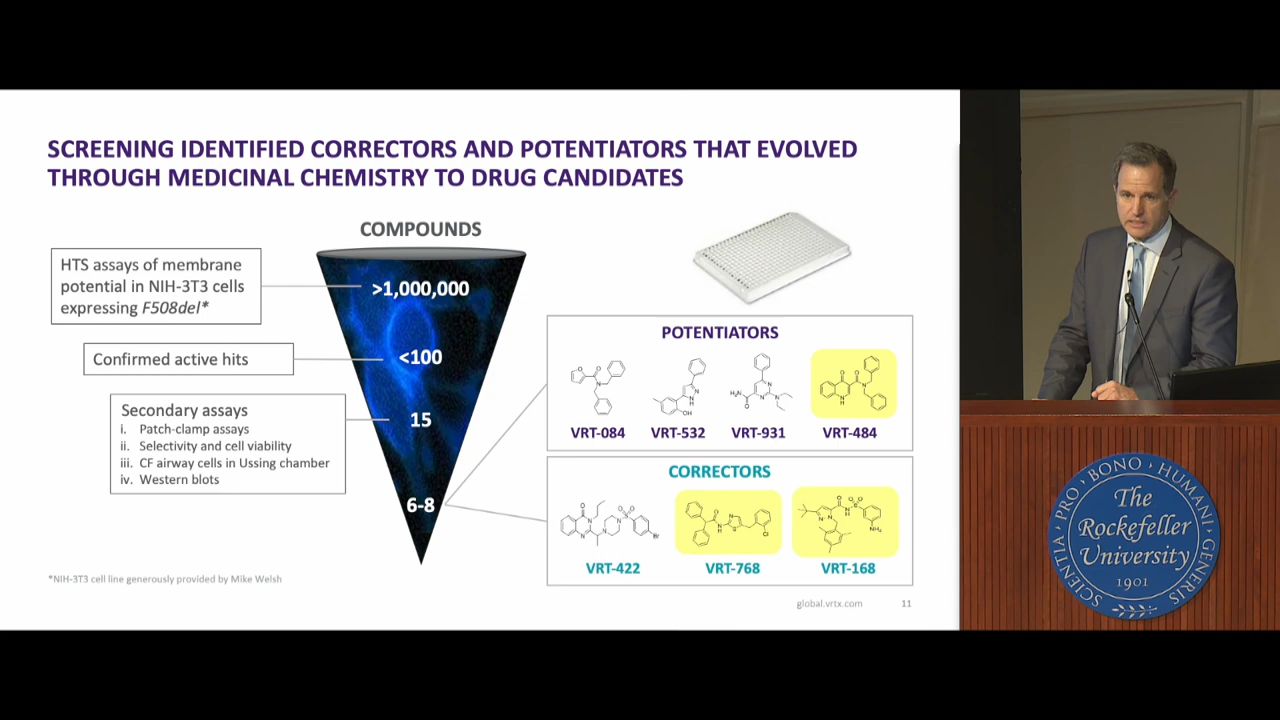 SCREENING IDENTIFIED CORRECTORS AND POTENTIATORS THAT EVOLVED
THROUGH MEDICINAL CHEMISTRY TO DRUG CANDIDATES
COMPOUNDS
HTS assays of membrane
potential in NIH-3T3 cells
expressing F508del*
>1,000,000
Confirmed active hits
<100
Secondary assays
i. Patch-clamp assays
ii. Selectivity and cell viability
iii. CF airway cells in Ussing chamber
iv. Western blots
15
6-8
POTENTIATORS
VRT-084
VRT-532
VRT-931
VRT-484
CORRECTORS
VRT-422
VRT-768
VRT-168
*NIH-3T3 cell line generously provided by Mike Welsh
global.vrtx.com
11
SCIENTIA PRO BONO HUMANI GENERIS
The
Rockefeller
University
1901